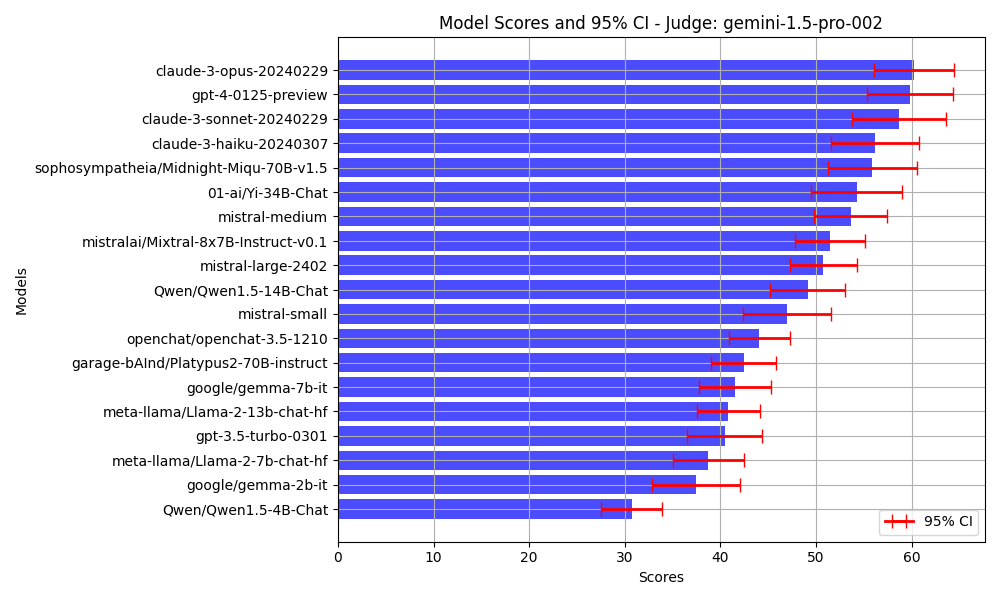 Model Scores and 95% CI - Judge: gemini-1.5-pro-002
Models
claude-3-opus-20240229
gpt-4-0125-preview
claude-3-sonnet-20240229
claude-3-haiku-20240307
sophosympatheia/Midnight-Miqu-70B-v1.5
01-ai/Yi-34B-Chat
mistral-medium
mistralai/Mixtral-8x7B-Instruct-v0.1
mistral-large-2402
Qwen/Qwen1.5-14B-Chat
mistral-small
openchat/openchat-3.5-1210
garage-bAInd/Platypus2-70B-instruct
google/gemma-7b-it
meta-llama/Llama-2-13b-chat-hf
gpt-3.5-turbo-0301
meta-llama/Llama-2-7b-chat-hf
google/gemma-2b-it
Qwen/Qwen1.5-4B-Chat
95% CI
0 10 20 30 40 50 60
Scores